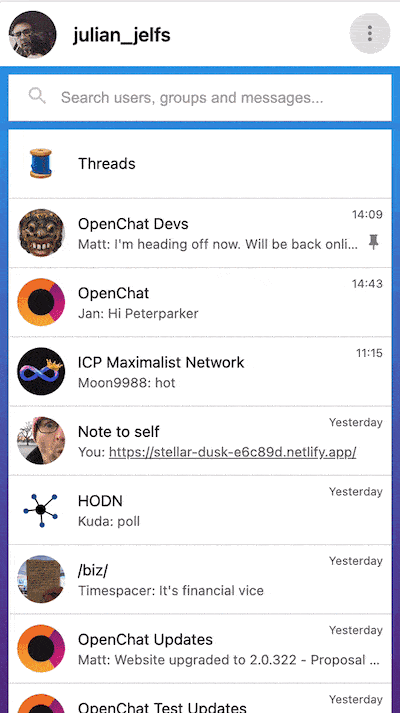 julian_jelfs
Search users, groups and messages...
Threads
14:09
OpenChat Devs
Matt: I'm heading off now. Will be back onli...
14:43
OpenChat
Jan: Hi Peterparker
11:15
ICP Maximalist Network
Moon9988: hot
Yesterday
Note to self
You: https://stellar-dusk-e6c89d.netlify.app/
Yesterday
HODN
Kuda: poll
Yesterday
/biz/
Timespacer: It's financial vice
Yesterday
OpenChat Updates
Matt: Website upgraded to 2.0.322 - Proposal ...
Yesterday
OpenChat Test Updates